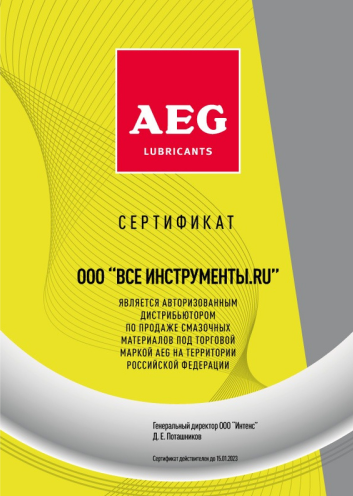 AEG
LUBRICANTS
СЕРТИФИКАТ
ООО “ВСЕ ИНСТРУМЕНТЫ.RU”
ЯВЛЯЕТСЯ АВТОРИЗОВАННЫМ
ДИСТРИБЬЮТОРОМ
ПО ПРОДАЖЕ СМАЗОЧНЫХ
МАТЕРИАЛОВ ПОД ТОРГОВОЙ
МАРКОЙ AEG НА ТЕРРИТОРИИ
РОССИЙСКОЙ ФЕДЕРАЦИИ
Генеральный директор ООО “Интенс”
Д. Е. Поташников
Сертификат действителен до 15.01.2023